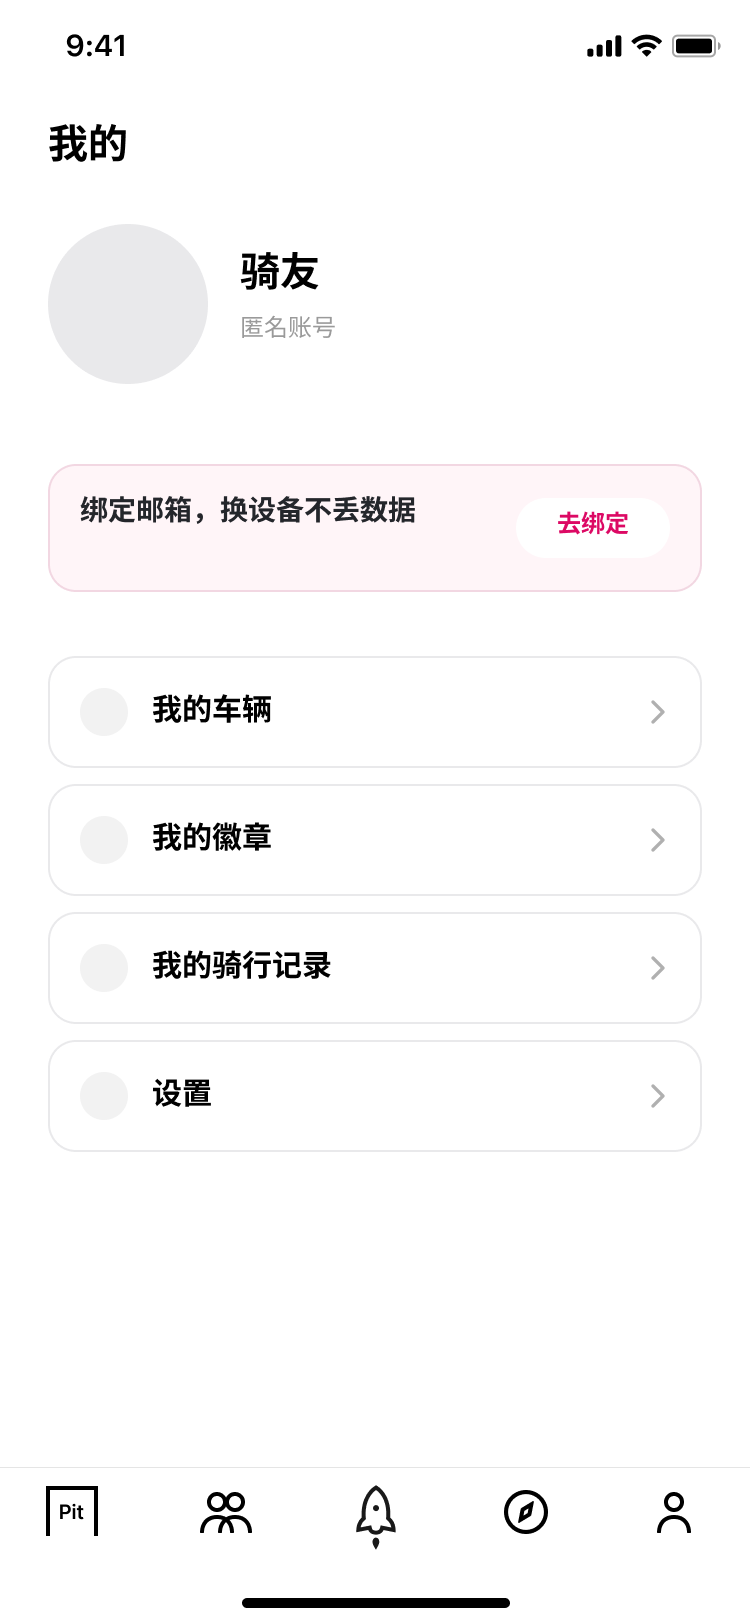 9:41
我的
骑友
匿名账号
绑定邮箱，换设备不丢数据
去绑定
我的车辆
我的徽章
我的骑行记录
设置
Pit